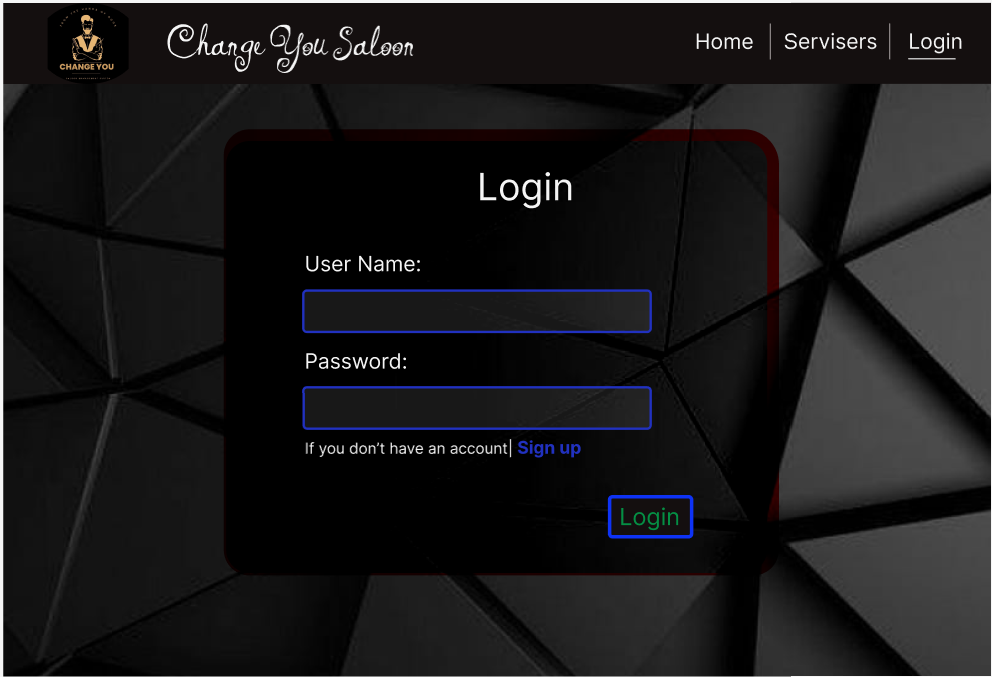 CHANGE YOU
Change You Saloon
Home
Servisers
Login
Login
User Name:
Password:
If you don't have an account| Sign up
Login